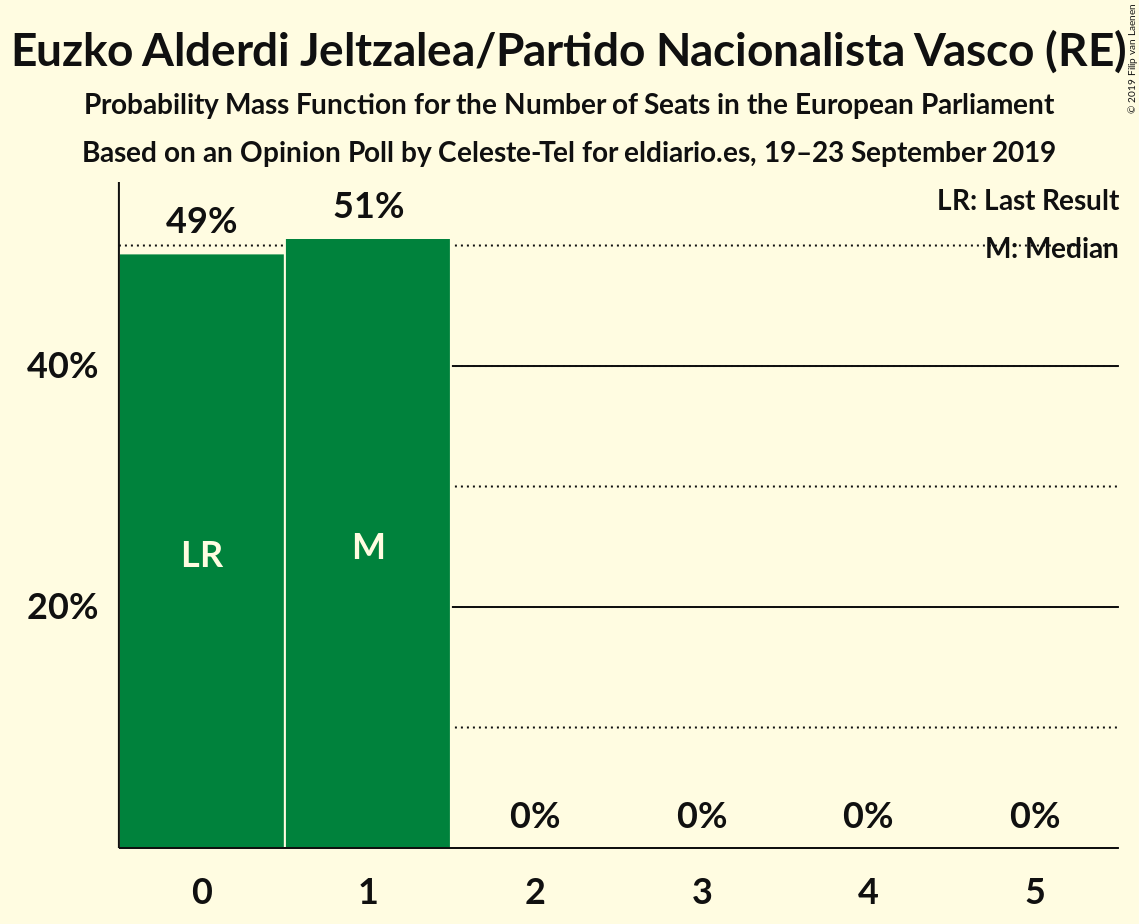 Euzko Alderdi Jeltzalea/Partido Nacionalista Vasco (RE)
© 2019 Filip van Laenen
Probability Mass Function for the Number of Seats in the European Parliament
Based on an Opinion Poll by Celeste-Tel for eldiario.es, 19–23 September 2019
LR: Last Result
M: Median
49%
51%
40%
20%
LR
M
0%
0%
0%
0%
0
1
2
3
4
5